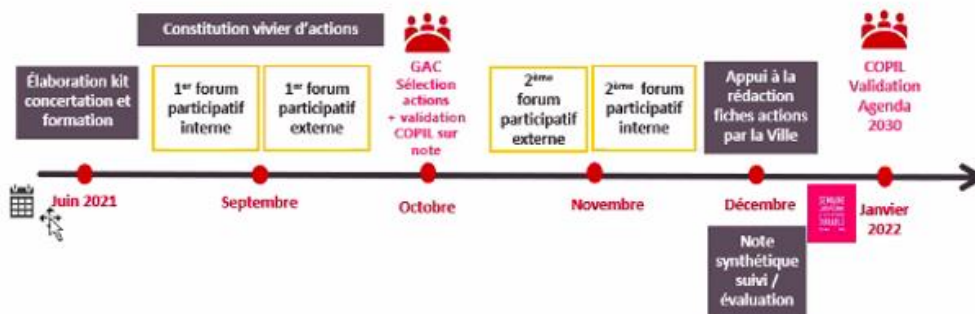 Constitution vivier d'actions
Élaboration kit
concertation et
formation
1er forum
participatif
interne
1er forum
participatif
externe
GAC
Sélection
actions
+ validation
COPIL sur
note
2ème
forum
participatif
externe
2ème forum
participatif
interne
Appui à la
rédaction
fiches actions
par la Ville
COPIL
Validation
Agenda
2030
Juin 2021
Septembre
Octobre
Novembre
Décembre
Janvier
2022
Note
synthétique
suivi /
évaluation